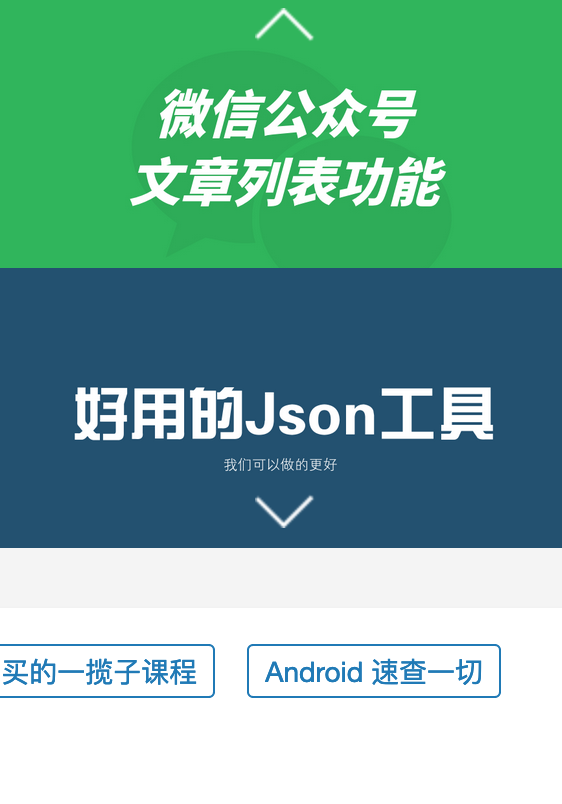 微信公众号
文章列表功能
好用的Json工具
我们可以做的更好
买的一揽子课程
Android 速查一切